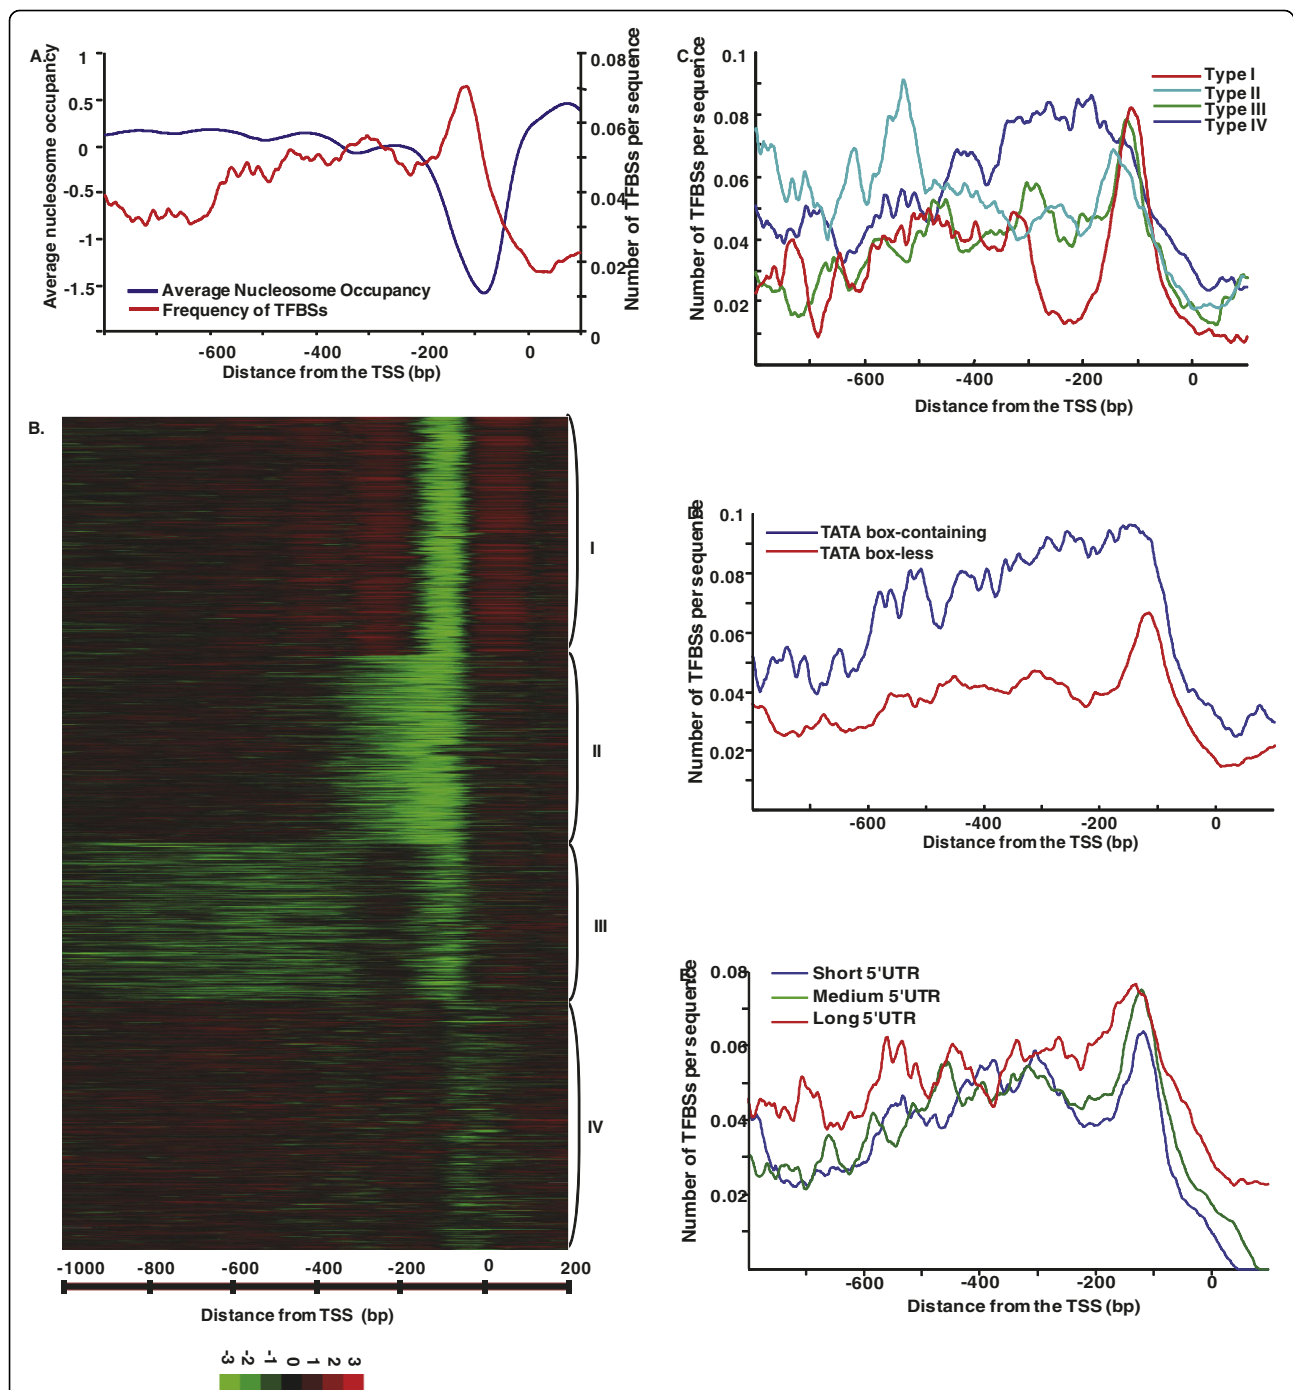 A.
Average nucleosome occupancy
1
0.5
0
-0.5
-1
-1.5
0.08
0.06
0.04
0.02
0
Number of TFBSs per sequence
Average Nucleosome Occupancy
Frequency of TFBSs
-600 -400 -200 0
Distance from the TSS (bp)
B.
I
II
III
IV
-1000 -800 -600 -400 -200 0 200
Distance from TSS (bp)
-3 -2 -1 0 1 2 3
C.
Number of TFBSs per sequence
0.1
0.08
0.06
0.04
0.02
Type I
Type II
Type III
Type IV
-600 -400 -200 0
Distance from the TSS (bp)
Number of TFBSs per sequence
0.1
0.08
0.06
0.04
0.02
TATA box-containing
TATA box-less
-600 -400 -200 0
Distance from the TSS (bp)
Number of TFBSs per sequence
0.08
0.06
0.04
0.02
Short 5'UTR
Medium 5'UTR
Long 5'UTR
-600 -400 -200 0
Distance from the TSS (bp)